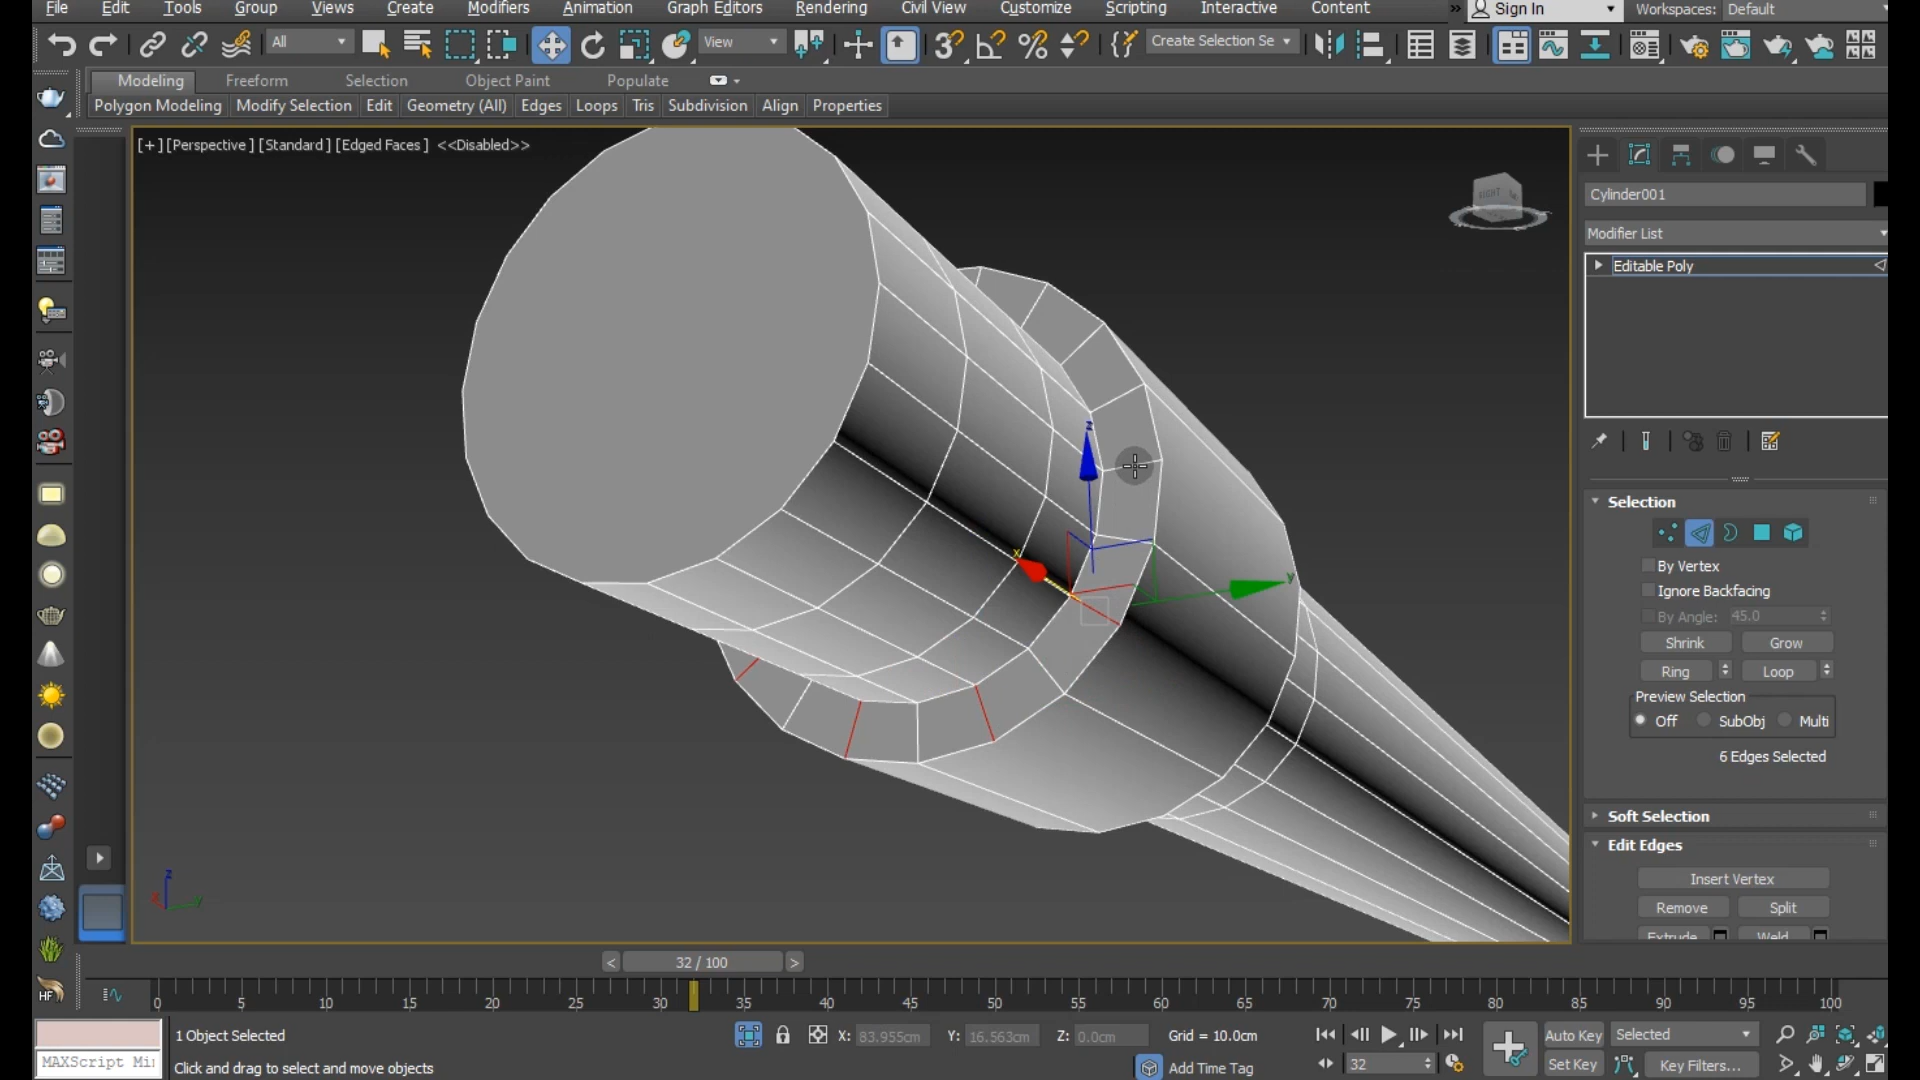 File Edit Tools Group Views Create Modifiers Animation Graph Editors Rendering Civil View Customize Scripting Interactive Content » Sign In Workspaces: Default
All View Create Selection Se
Modeling Freeform Selection Object Paint Populate
Polygon Modeling Modify Selection Edit Geometry (All) Edges Loops Tris Subdivision Align Properties
[+] [Perspective] [Standard] [Edged Faces] <<Disabled>>
RIGHT
Cylinder001
Modifier List
Editable Poly
z
x
y
Selection
By Vertex
Ignore Backfacing
By Angle: 45.0
Shrink Grow
Ring Loop
Preview Selection
Off SubObj Multi
6 Edges Selected
Soft Selection
Edit Edges
Insert Vertex
Remove Split
Extrude Weld
z
x y
< 32 / 100 >
HF
0 5 10 15 20 25 30 35 40 45 50 55 60 65 70 75 80 85 90 95 100
1 Object Selected X: 83.955cm Y: 16.563cm Z: 0.0cm Grid = 10.0cm Auto Key Selected
MAXScript Mi
Click and drag to select and move objects Add Time Tag 32 Set Key Key Filters...